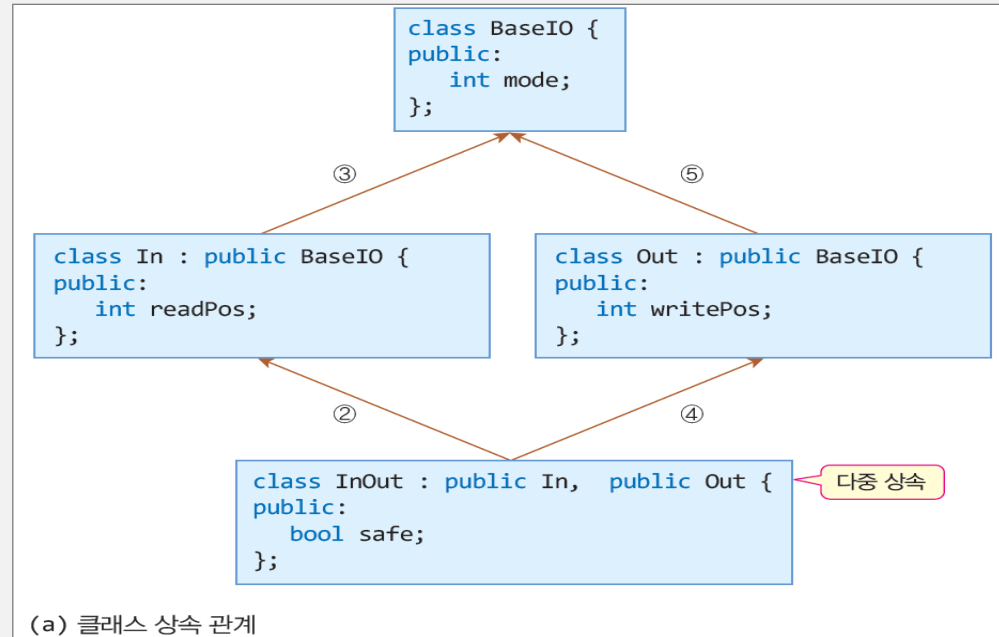 class BaseIO {
public:
int mode;
};
③
⑤
class In : public BaseIO {
public:
int readPos;
};
class Out : public BaseIO {
public:
int writePos;
};
②
④
class InOut : public In, public Out {
public:
bool safe;
};
다중 상속
(a) 클래스 상속 관계